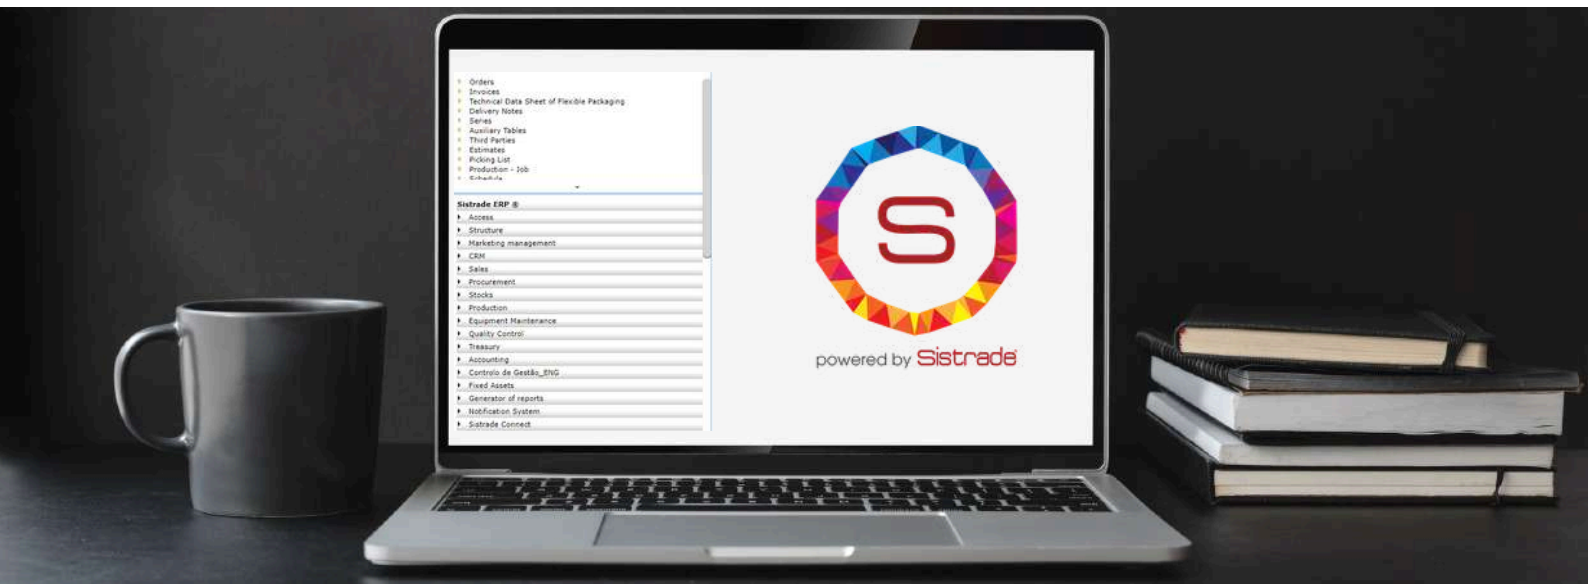 Orders
Invoices
Technical Data Sheet of Flexible Packaging
Delivery Notes
Series
Auxiliary Tables
Third Parties
Estimates
Picking List
Production - Job
Schedule
Sistrade ERP ®
Access
Structure
Marketing management
CRM
Sales
Procurement
Stocks
Production
Equipment Maintenance
Quality Control
Treasury
Accounting
Controlo de Gestão_ENG
Fixed Assets
Generator of reports
Notification System
Sistrade Connect
S
powered by Sistrade®